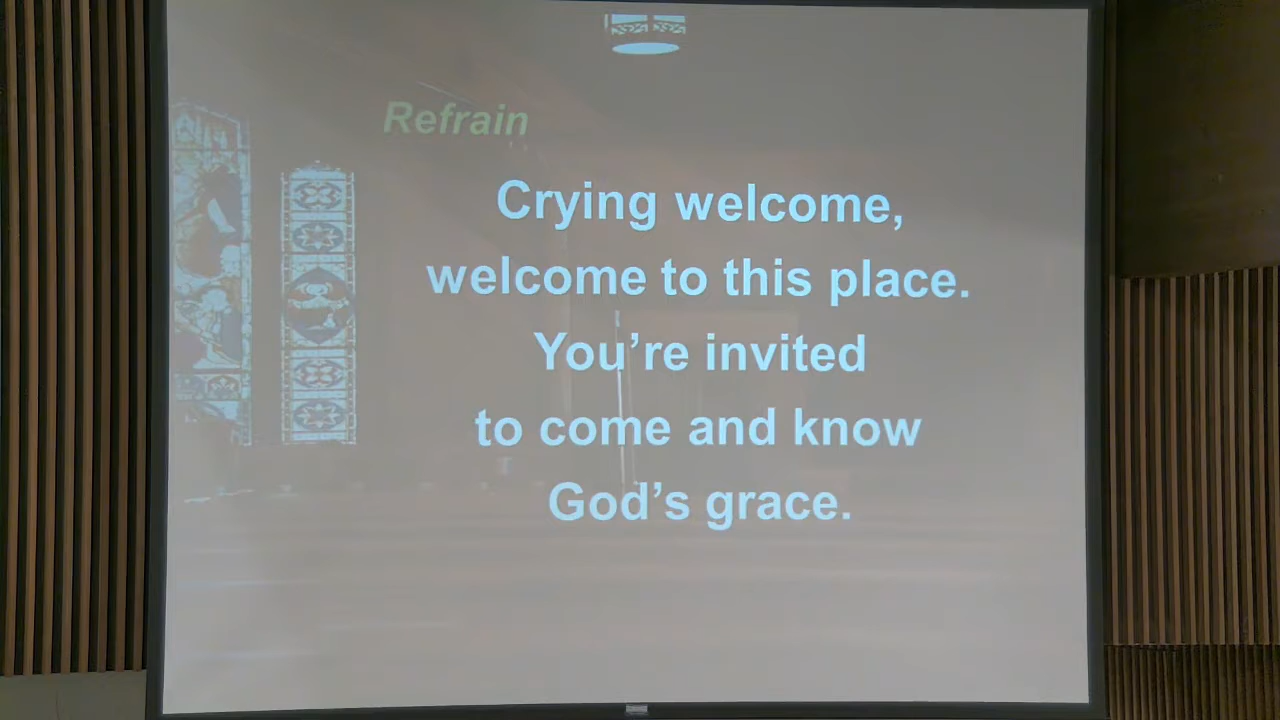 Refrain
Crying welcome,
welcome to this place.
You’re invited
to come and know
God’s grace.